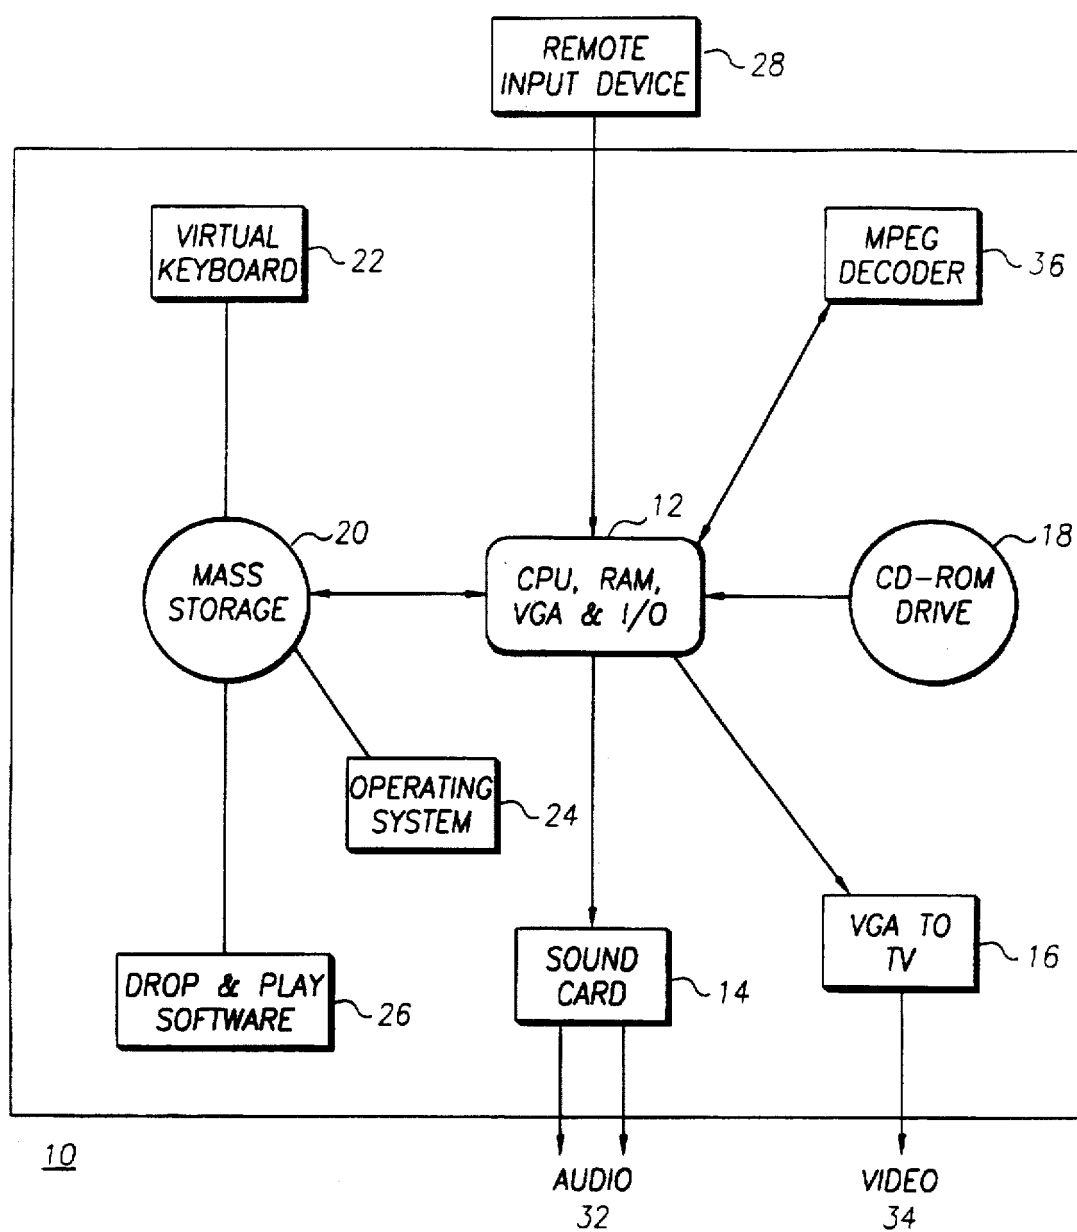 REMOTE
INPUT DEVICE
28
VIRTUAL
KEYBOARD
22
MPEG
DECODER
36
20
MASS
STORAGE
12
CPU, RAM,
VGA & I/O
18
CD-ROM
DRIVE
OPERATING
SYSTEM
24
DROP & PLAY
SOFTWARE
26
SOUND
CARD
14
VGA TO
TV
16
10
AUDIO
32
VIDEO
34